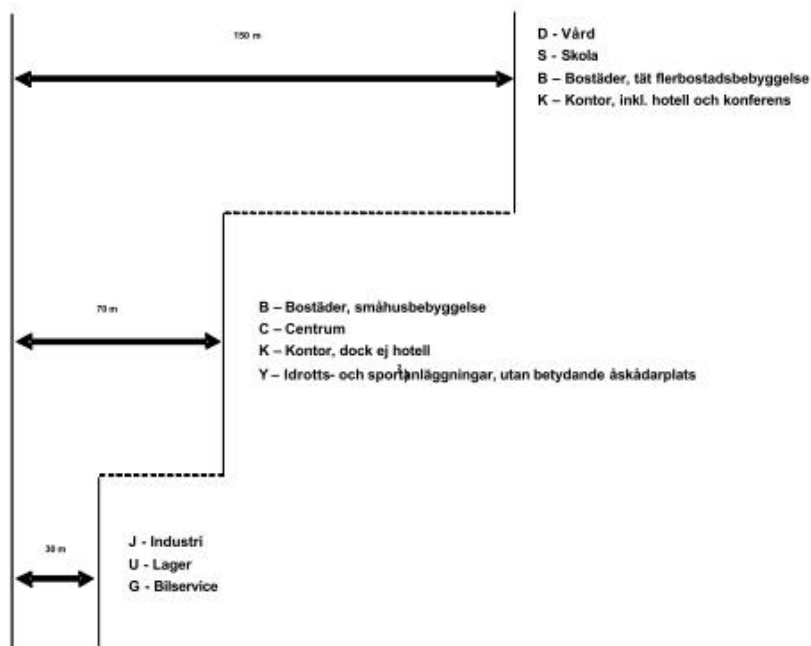 150 m
D - Vård
S - Skola
B – Bostäder, tät flerbostadsbebyggelse
K – Kontor, inkl. hotell och konferens
70 m
B – Bostäder, småhusbebyggelse
C – Centrum
K – Kontor, dock ej hotell
Y – Idrotts- och sportanläggningar, utan betydande åskådarplats
30 m
J - Industri
U - Lager
G - Bilservice